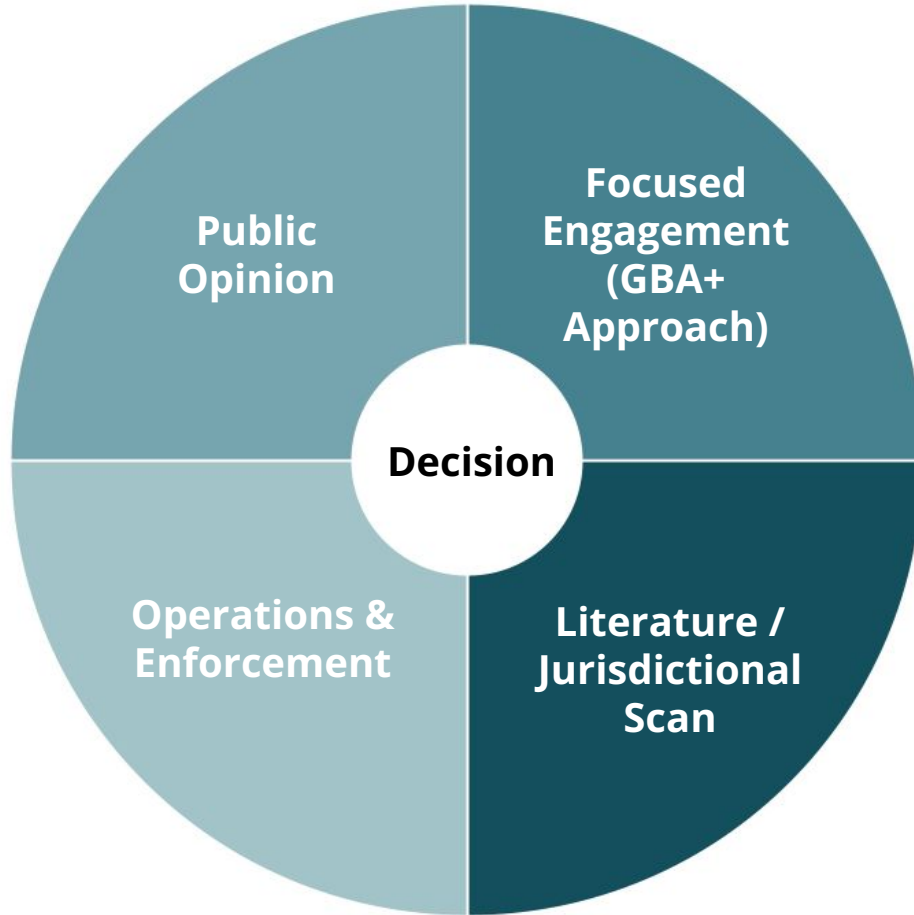 Public
Opinion
Focused
Engagement
(GBA+
Approach)
Decision
Operations &
Enforcement
Literature /
Jurisdictional
Scan